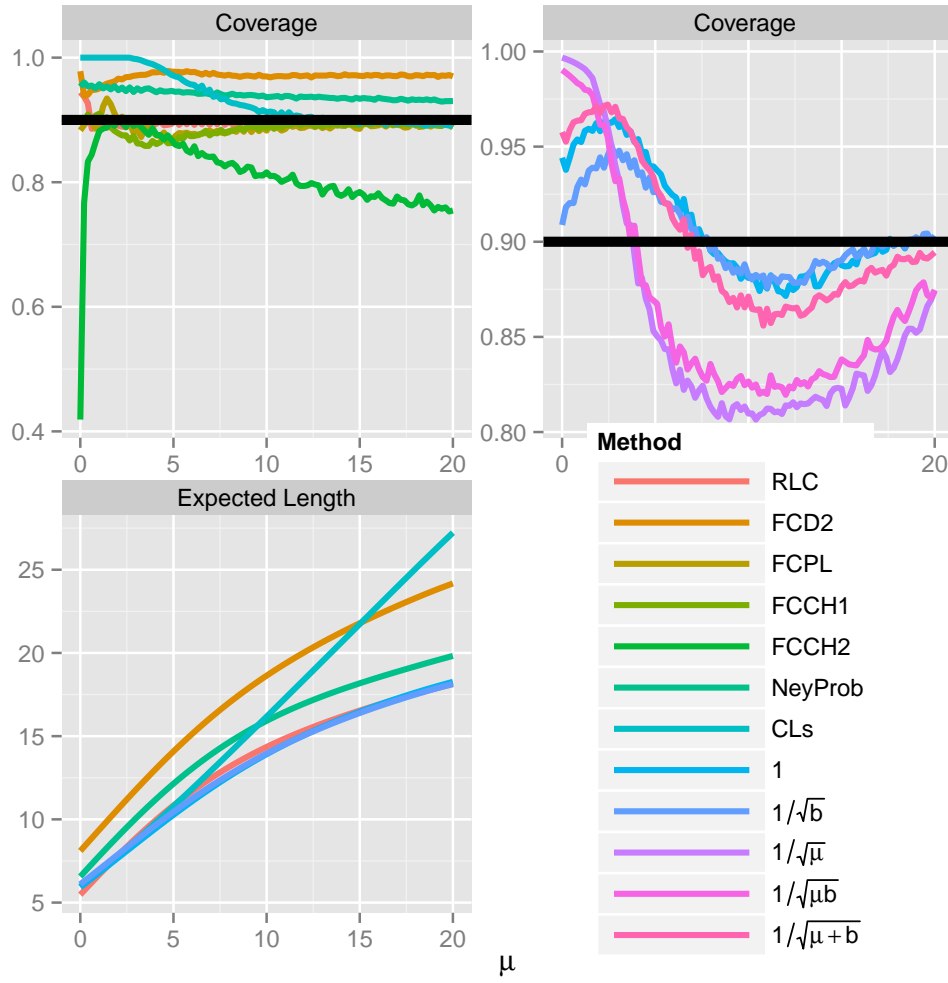 Coverage
1.0
0.8
0.6
0.4
0 5 10 15 20
Coverage
1.00
0.95
0.90
0.85
0.80
0 20
Expected Length
25
20
15
10
5
0 5 10 15 20
μ
Method
RLC
FCD2
FCPL
FCCH1
FCCH2
NeyProb
CLs
1
1/√b
1/√μ
1/√μb
1/√μ + b